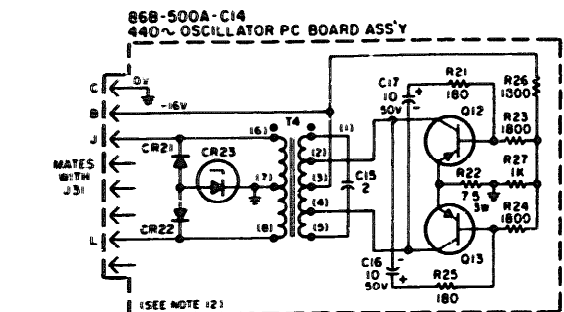 868-500A-C14
440~ OSCILLATOR PC BOARD ASS'Y
C
0V
B
-16V
J
MATES
WITH
J31
F
CR21
CR23
CR22
T4
(6)
(7)
(8)
(1)
(2)
(3)
(4)
(5)
C15
2
C17
10
50V
+
-
R21
180
Q12
R26
1800
R23
1800
R22
75
3W
R27
1K
R24
1800
Q13
C16
10
50V
-
+
R25
180
(SEE NOTE 12)